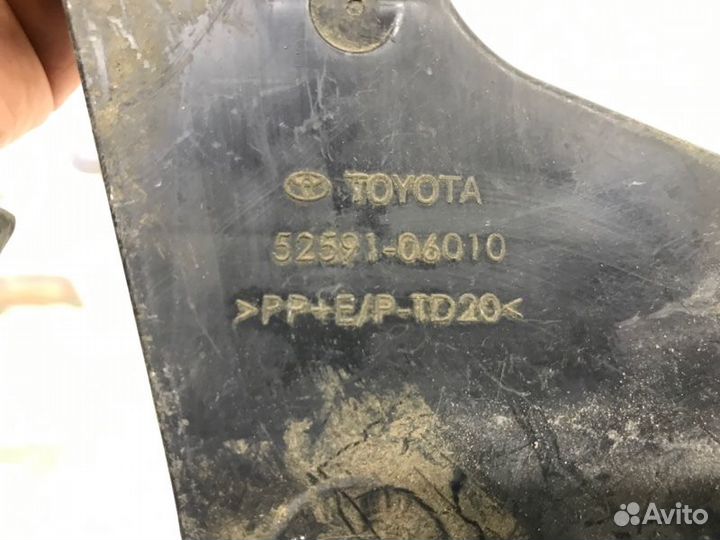 TOYOTA
52591-06010
>PP+E/P-TD20<
Avito